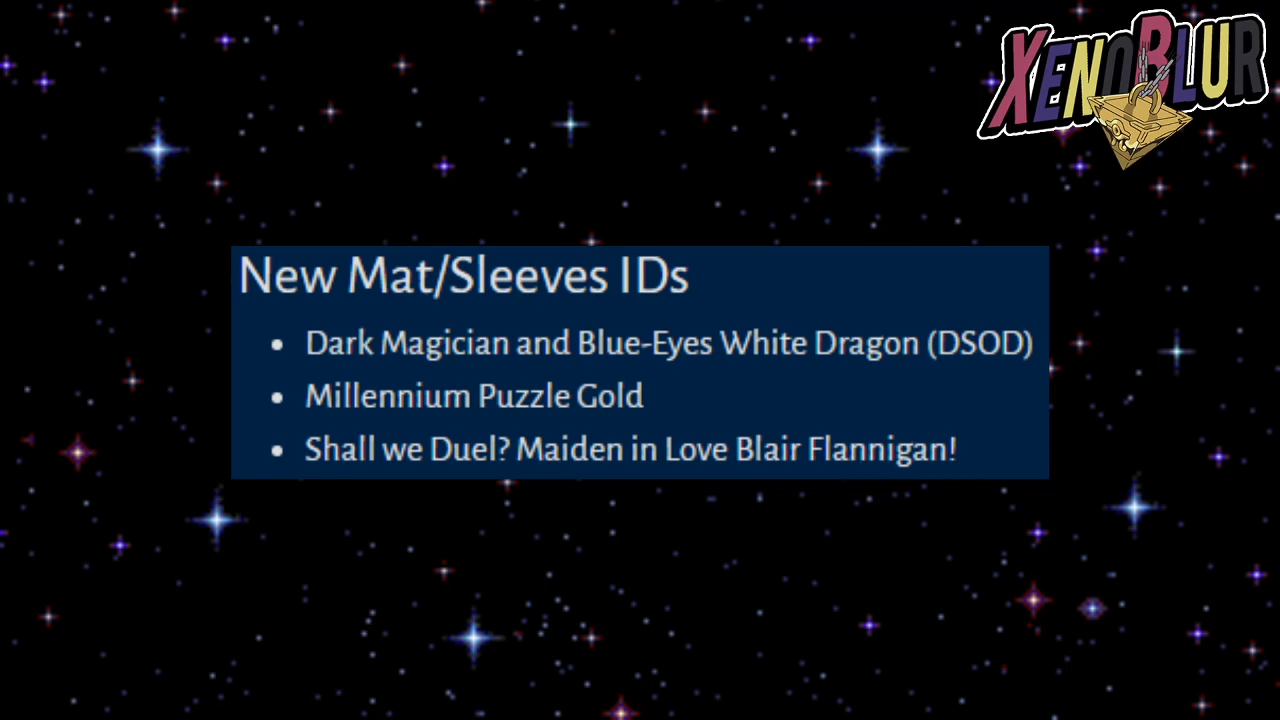 XENOBLUR
New Mat/Sleeves IDs
• Dark Magician and Blue-Eyes White Dragon (DSOD)
• Millennium Puzzle Gold
• Shall we Duel? Maiden in Love Blair Flannigan!